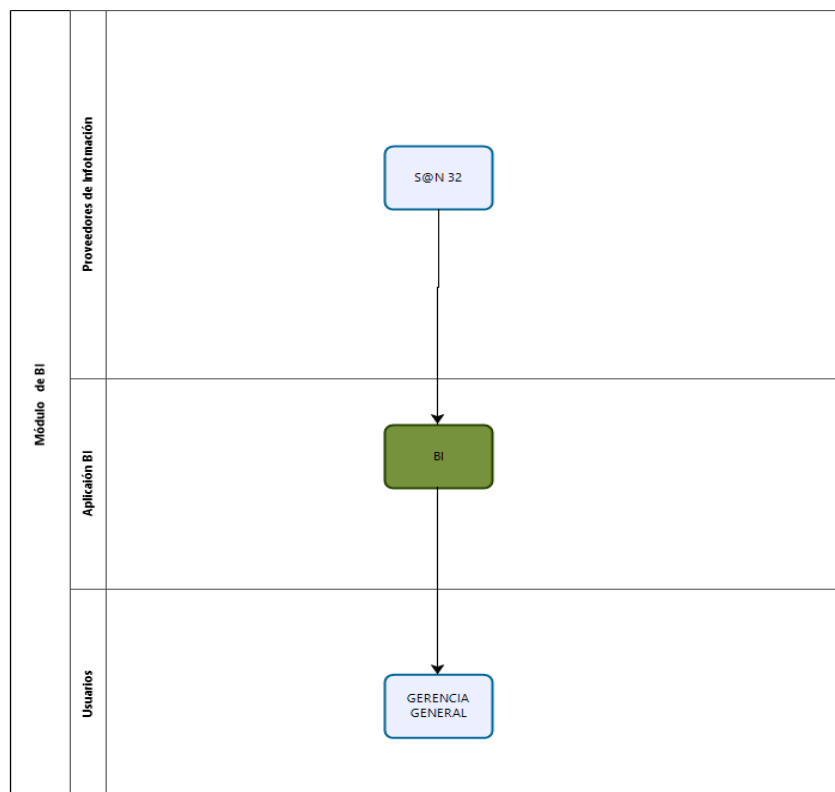 Módulo de BI
Proveedores de Infotmación
S@N 32
Aplicaión BI
BI
Usuarios
GERENCIA
GENERAL